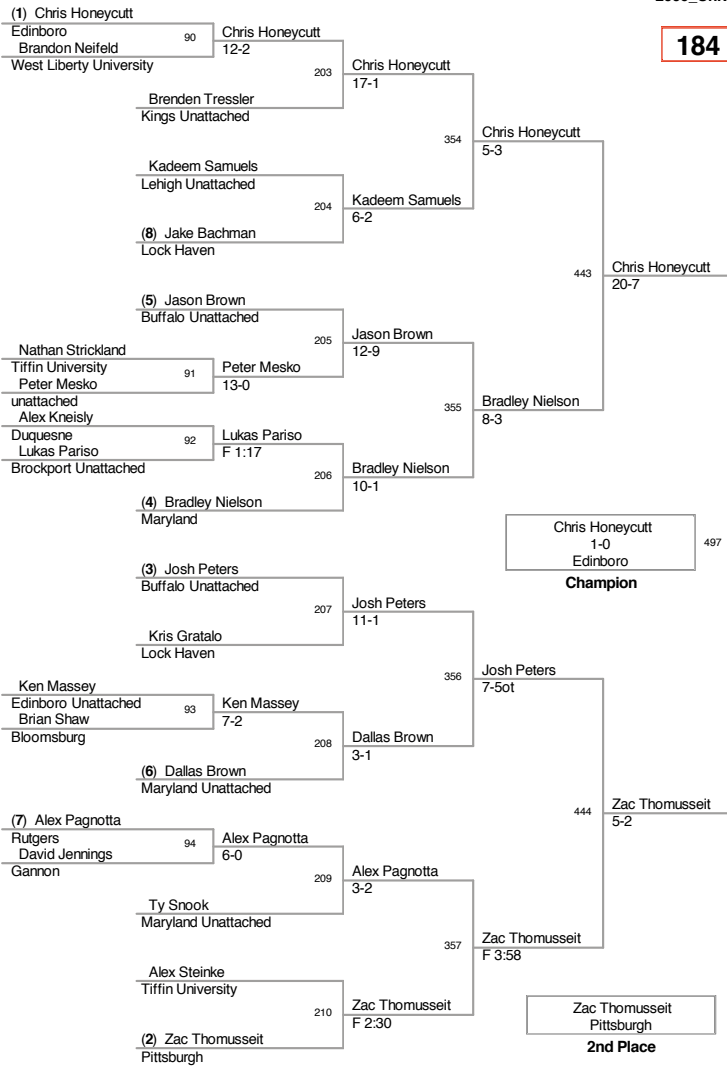 (1) Chris Honeycutt
Edinboro
90
Chris Honeycutt
Brandon Neifeld
12-2
West Liberty University
184
203
Chris Honeycutt
17-1
Brenden Tressler
Kings Unattached
354
Chris Honeycutt
5-3
Kadeem Samuels
Lehigh Unattached
204
Kadeem Samuels
6-2
(8) Jake Bachman
Lock Haven
443
Chris Honeycutt
20-7
(5) Jason Brown
Buffalo Unattached
205
Jason Brown
12-9
Nathan Strickland
Tiffin University
91
Peter Mesko
Peter Mesko
13-0
unattached
355
Bradley Nielson
8-3
Alex Kneisly
Duquesne
92
Lukas Pariso
Lukas Pariso
F 1:17
Brockport Unattached
206
Bradley Nielson
10-1
(4) Bradley Nielson
Maryland
Chris Honeycutt
1-0
Edinboro
497
Champion
(3) Josh Peters
Buffalo Unattached
207
Josh Peters
11-1
Kris Gratalo
Lock Haven
356
Josh Peters
7-5ot
Ken Massey
Edinboro Unattached
93
Ken Massey
Brian Shaw
7-2
Bloomsburg
208
Dallas Brown
3-1
(6) Dallas Brown
Maryland Unattached
444
Zac Thomusseit
5-2
(7) Alex Pagnotta
Rutgers
94
Alex Pagnotta
David Jennings
6-0
Gannon
209
Alex Pagnotta
3-2
Ty Snook
Maryland Unattached
357
Zac Thomusseit
F 3:58
Alex Steinke
Tiffin University
210
Zac Thomusseit
F 2:30
(2) Zac Thomusseit
Pittsburgh
Zac Thomusseit
Pittsburgh
2nd Place